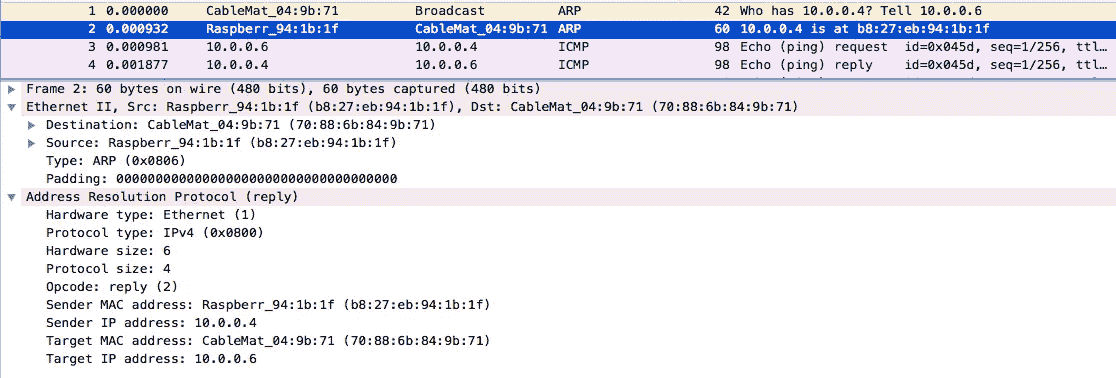 1 0.000000 CableMat_04:9b:71 Broadcast ARP 42 Who has 10.0.0.4? Tell 10.0.0.6
2 0.000932 Raspberr_94:1b:1f CableMat_04:9b:71 ARP 60 10.0.0.4 is at b8:27:eb:94:1b:1f
3 0.000981 10.0.0.6 10.0.0.4 ICMP 98 Echo (ping) request id=0x045d, seq=1/256, ttl…
4 0.001877 10.0.0.4 10.0.0.6 ICMP 98 Echo (ping) reply id=0x045d, seq=1/256, ttl…
Frame 2: 60 bytes on wire (480 bits), 60 bytes captured (480 bits)
Ethernet II, Src: Raspberr_94:1b:1f (b8:27:eb:94:1b:1f), Dst: CableMat_04:9b:71 (70:88:6b:84:9b:71)
Destination: CableMat_04:9b:71 (70:88:6b:84:9b:71)
Source: Raspberr_94:1b:1f (b8:27:eb:94:1b:1f)
Type: ARP (0x0806)
Padding: 000000000000000000000000000000000000
Address Resolution Protocol (reply)
Hardware type: Ethernet (1)
Protocol type: IPv4 (0x0800)
Hardware size: 6
Protocol size: 4
Opcode: reply (2)
Sender MAC address: Raspberr_94:1b:1f (b8:27:eb:94:1b:1f)
Sender IP address: 10.0.0.4
Target MAC address: CableMat_04:9b:71 (70:88:6b:84:9b:71)
Target IP address: 10.0.0.6